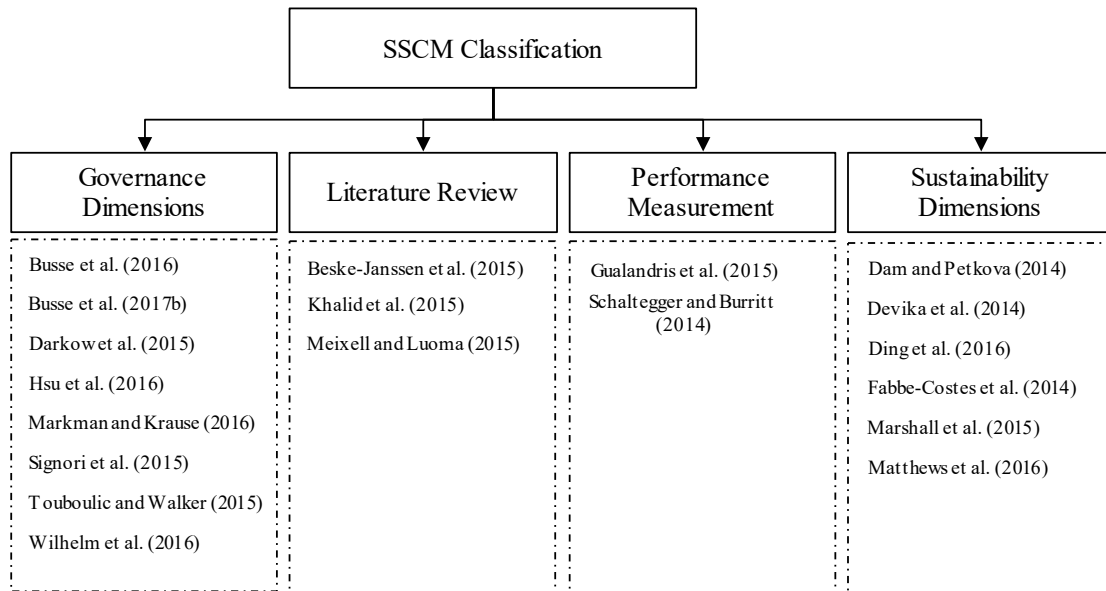 SSCM Classification
Governance
Dimensions
Literature Review
Performance
Measurement
Sustainability
Dimensions
Busse et al. (2016)
Busse et al. (2017b)
Darkow et al. (2015)
Hsu et al. (2016)
Markman and Krause (2016)
Signori et al. (2015)
Touboulic and Walker (2015)
Wilhelm et al. (2016)
Beske-Janssen et al. (2015)
Khalid et al. (2015)
Meixell and Luoma (2015)
Gualandris et al. (2015)
Schaltegger and Burritt
(2014)
Dam and Petkova (2014)
Devika et al. (2014)
Ding et al. (2016)
Fabbe-Costes et al. (2014)
Marshall et al. (2015)
Matthews et al. (2016)